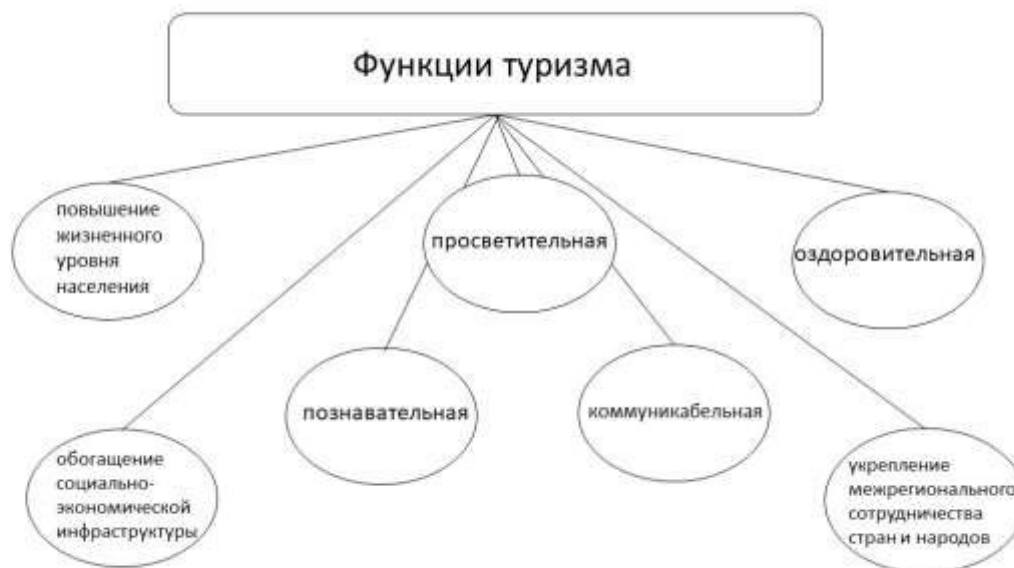 Функции туризма
повышение
жизненного
уровня
населения
просветительная
оздоровительная
познавательная
коммуникабельная
обогащение
социально-
экономической
инфраструктуры
укрепление
межрегионального
сотрудничества
стран и народов